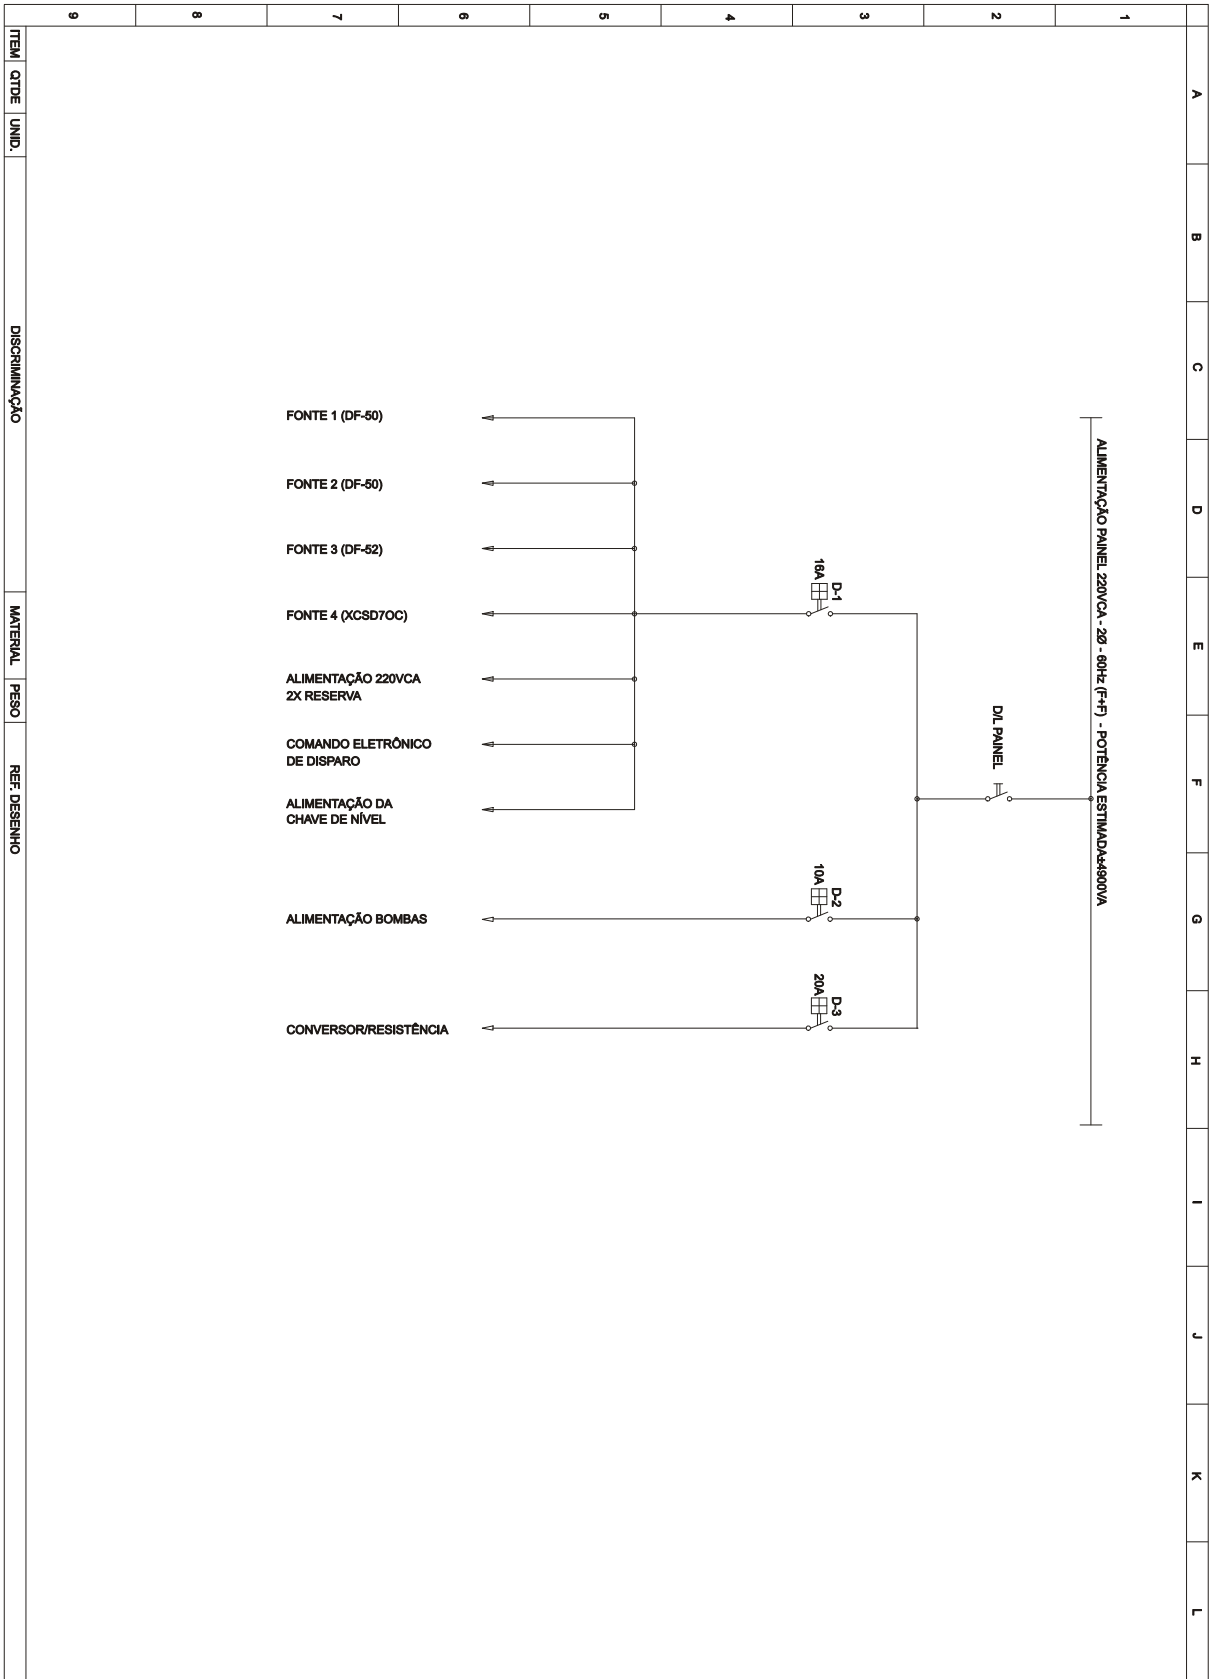 1
2
3
4
5
6
7
8
9
A
B
C
D
E
F
G
H
I
J
K
L
ALIMENTAÇÃO PAINEL 220VCA - 2Ø - 60Hz (F+F) - POTÊNCIA ESTIMADA±4900VA
D/L PAINEL
D-1
16A
D-2
10A
D-3
20A
FONTE 1 (DF-50)
FONTE 2 (DF-50)
FONTE 3 (DF-52)
FONTE 4 (XCSD7OC)
ALIMENTAÇÃO 220VCA
2X RESERVA
COMANDO ELETRÔNICO
DE DISPARO
ALIMENTAÇÃO DA
CHAVE DE NÍVEL
ALIMENTAÇÃO BOMBAS
CONVERSOR/RESISTÊNCIA
ITEM QTDE UNID. DISCRIMINAÇÃO MATERIAL PESO REF. DESENHO